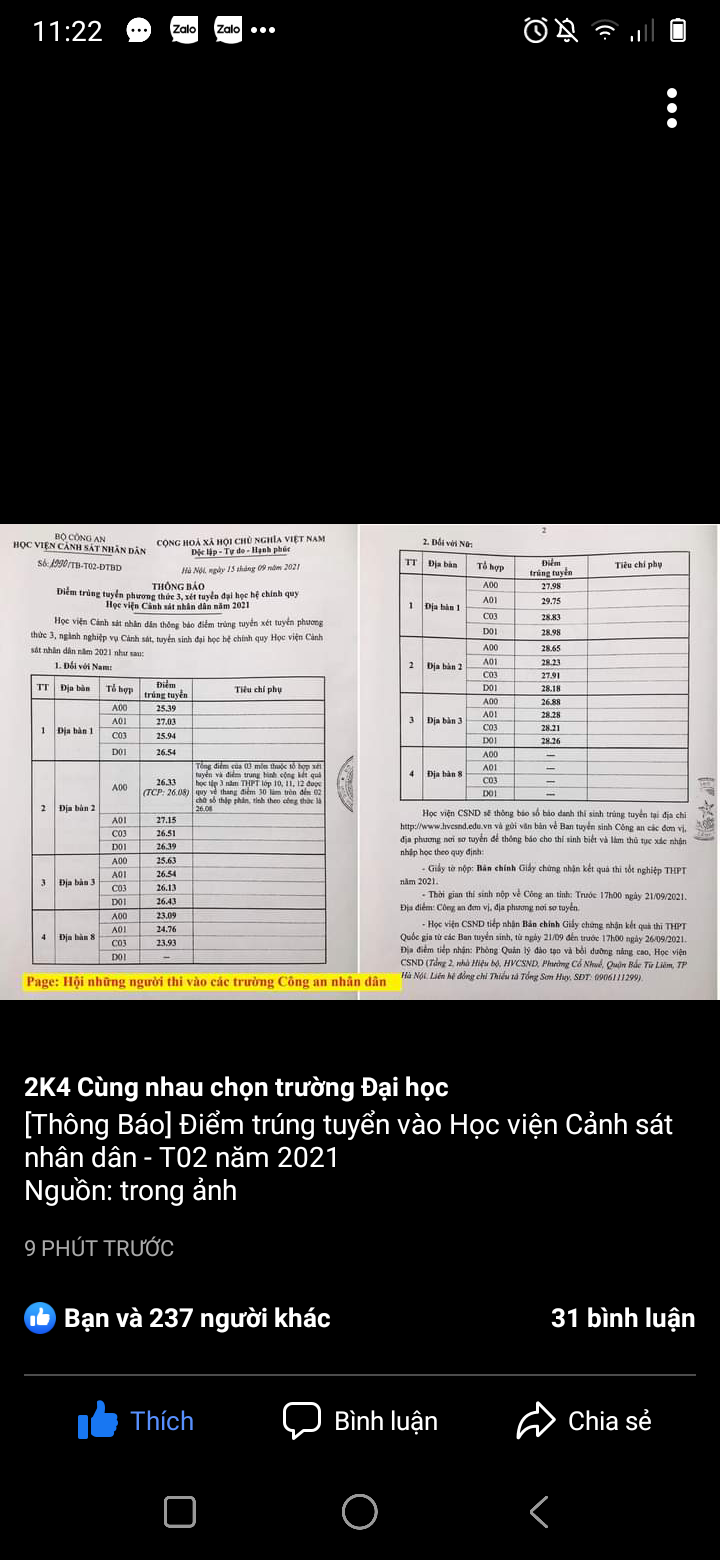 11:22
Zalo
Zalo
BỘ CÔNG AN
HỌC VIỆN CẢNH SÁT NHÂN DÂN
CỘNG HOÀ XÃ HỘI CHỦ NGHĨA VIỆT NAM
Độc lập - Tự do - Hạnh phúc
Số: /TB-T02-ĐTBD
Hà Nội, ngày 15 tháng 09 năm 2021
THÔNG BÁO
Điểm trúng tuyển phương thức 3, xét tuyển đại học hệ chính quy
Học viện Cảnh sát nhân dân năm 2021
Học viện Cảnh sát nhân dân thông báo điểm trúng tuyển xét tuyển phương
thức 3, ngành nghiệp vụ Cảnh sát, tuyển sinh đại học hệ chính quy Học viện Cảnh
sát nhân dân năm 2021 như sau:
1. Đối với Nam:
TT Địa bàn Tổ hợp Điểm trúng tuyển Tiêu chí phụ
1 Địa bàn 1
A00 25.39
A01 27.03
C03 25.94
D01 26.54
2 Địa bàn 2
A00 26.33 (TCP: 26.08)
Tổng điểm của 03 môn thuộc tổ hợp xét
tuyển và điểm trung bình cộng kết quả
học tập 3 năm THPT lớp 10, 11, 12 được
quy về thang điểm 30 làm tròn đến 02
chữ số thập phân, tính theo công thức là
26.08
A01 27.15
C03 26.51
D01 26.39
3 Địa bàn 3
A00 25.63
A01 26.54
C03 26.13
D01 26.43
4 Địa bàn 8
A00 23.09
A01 24.76
C03 23.93
D01 --
Page: Hội những người thi vào các trường Công an nhân dân
2
2. Đối với Nữ:
TT Địa bàn Tổ hợp Điểm trúng tuyển Tiêu chí phụ
1 Địa bàn 1
A00 27.98
A01 29.75
C03 28.83
D01 28.98
2 Địa bàn 2
A00 28.65
A01 28.23
C03 27.91
D01 28.18
3 Địa bàn 3
A00 26.88
A01 28.28
C03 28.21
D01 28.26
4 Địa bàn 8
A00 ---
A01 ---
C03 ---
D01 ---
Học viện CSND sẽ thông báo số báo danh thí sinh trúng tuyển tại địa chỉ
http://www.hvcsnd.edu.vn và gửi văn bản về Ban tuyển sinh Công an các đơn vị,
địa phương nơi sơ tuyển để thông báo cho thí sinh biết và làm thủ tục xác nhận
nhập học theo quy định:
- Giấy tờ nộp: Bản chính Giấy chứng nhận kết quả thi tốt nghiệp THPT
năm 2021.
- Thời gian thí sinh nộp về Công an tỉnh: Trước 17h00 ngày 21/09/2021.
Địa điểm: Công an đơn vị, địa phương nơi sơ tuyển.
- Học viện CSND tiếp nhận Bản chính Giấy chứng nhận kết quả thi THPT
Quốc gia từ các Ban tuyển sinh, từ ngày 21/09 đến trước 17h00 ngày 26/09/2021.
Địa điểm tiếp nhận: Phòng Quản lý đào tạo và bồi dưỡng nâng cao, Học viện
CSND (Tầng 2, nhà Hiệu bộ, HVCSND, Phường Cổ Nhuế, Quận Bắc Từ Liêm, TP
Hà Nội. Liên hệ đồng chí Thiếu tá Tống Sơn Huy, SĐT: 0906111299).
2K4 Cùng nhau chọn trường Đại học
[Thông Báo] Điểm trúng tuyển vào Học viện Cảnh sát
nhân dân - T02 năm 2021
Nguồn: trong ảnh
9 PHÚT TRƯỚC
Bạn và 237 người khác
31 bình luận
Thích
Bình luận
Chia sẻ